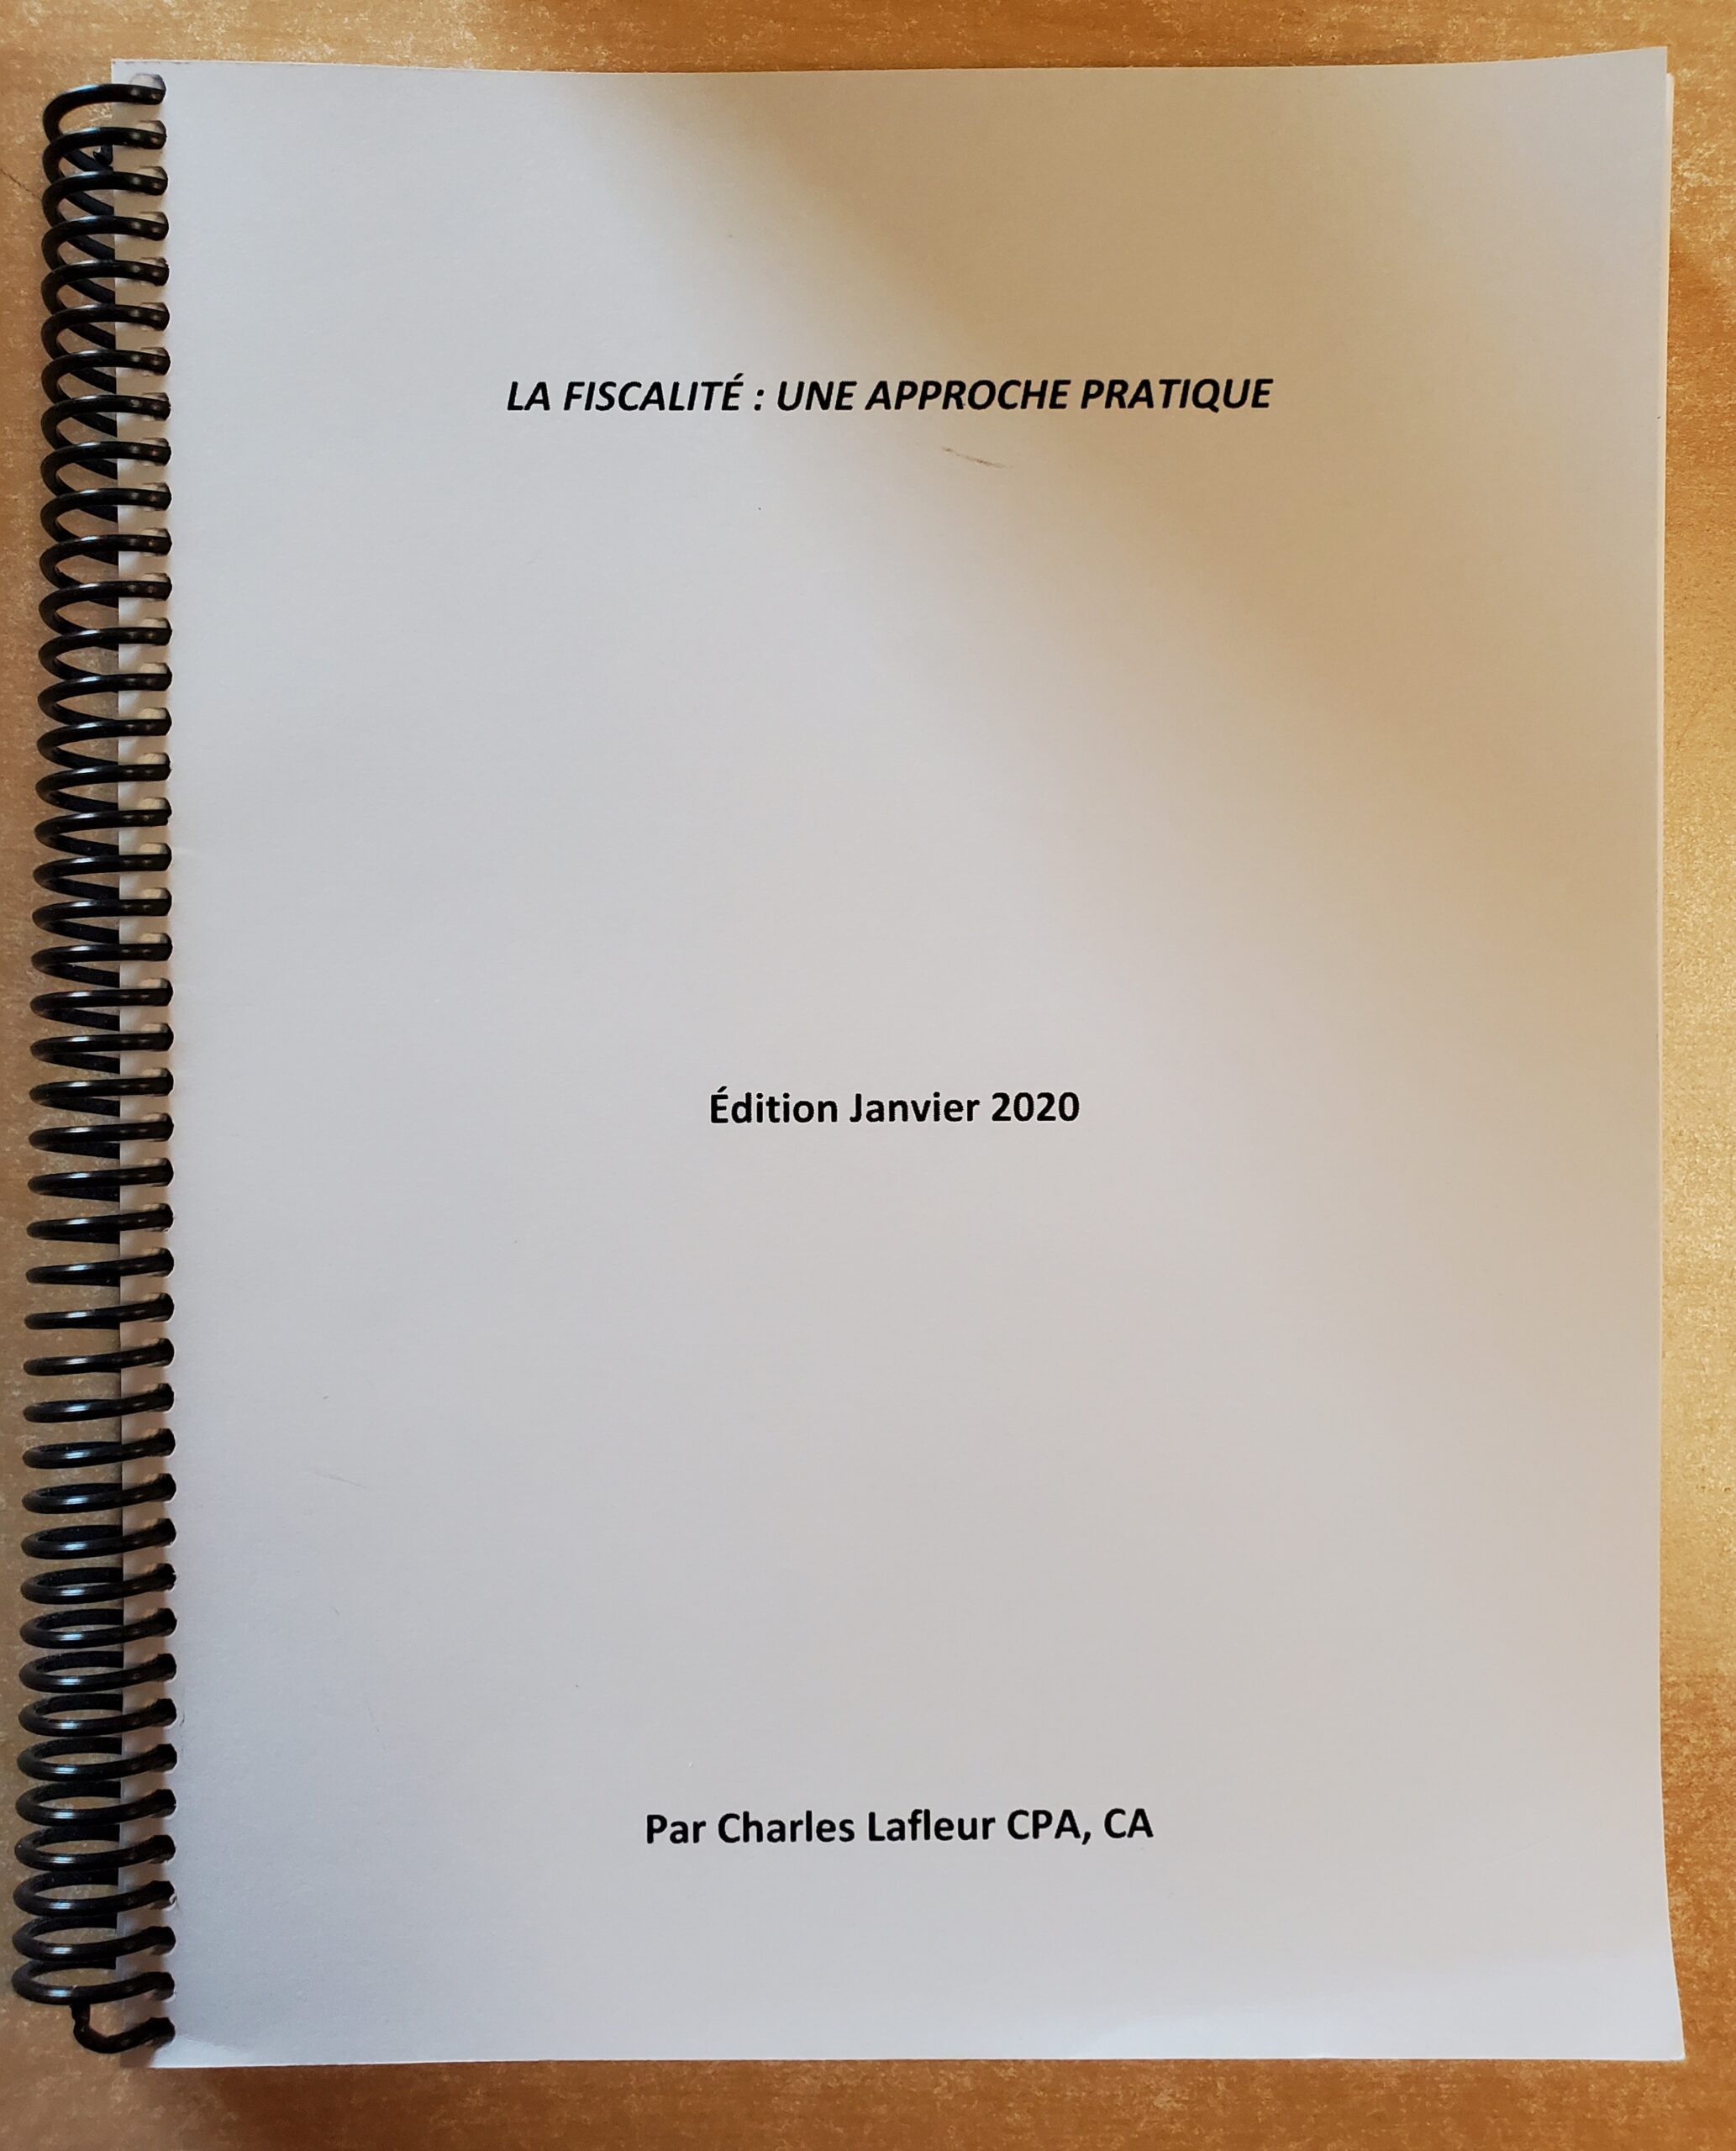 LA FISCALITÉ : UNE APPROCHE PRATIQUE
Édition Janvier 2020
Par Charles Lafleur CPA, CA